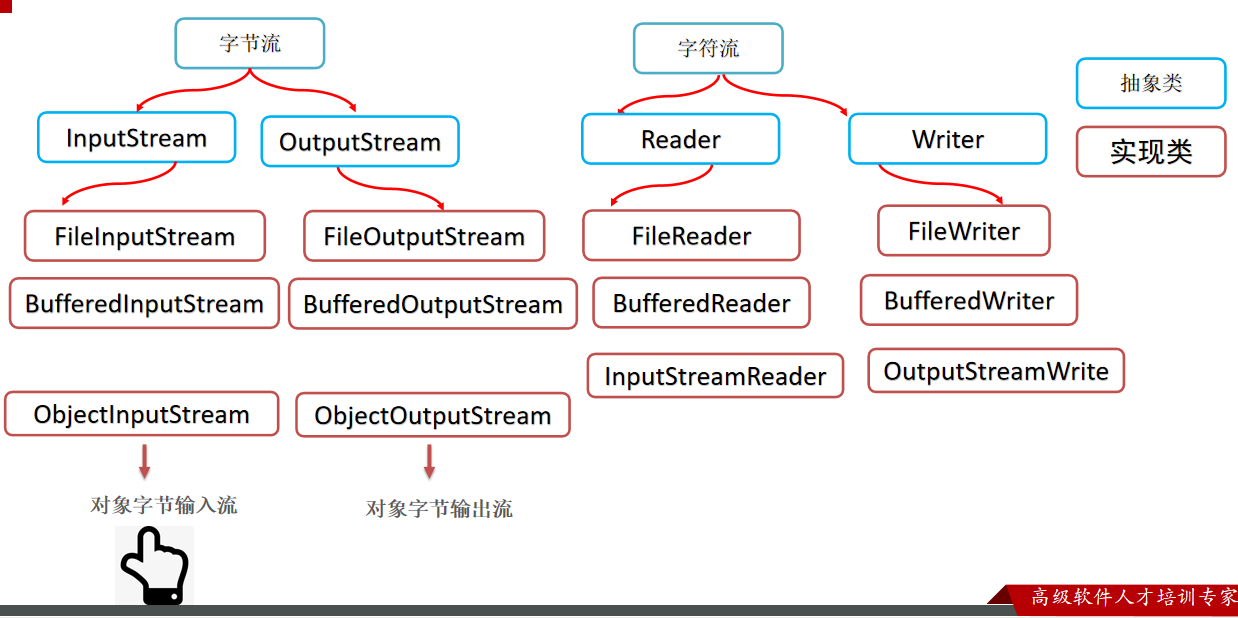 字节流
字符流
抽象类
InputStream
OutputStream
Reader
Writer
实现类
FileInputStream
FileOutputStream
FileReader
FileWriter
BufferedInputStream
BufferedOutputStream
BufferedReader
BufferedWriter
InputStreamReader
OutputStreamWrite
ObjectInputStream
ObjectOutputStream
对象字节输入流
对象字节输出流
高级软件人才培训专家